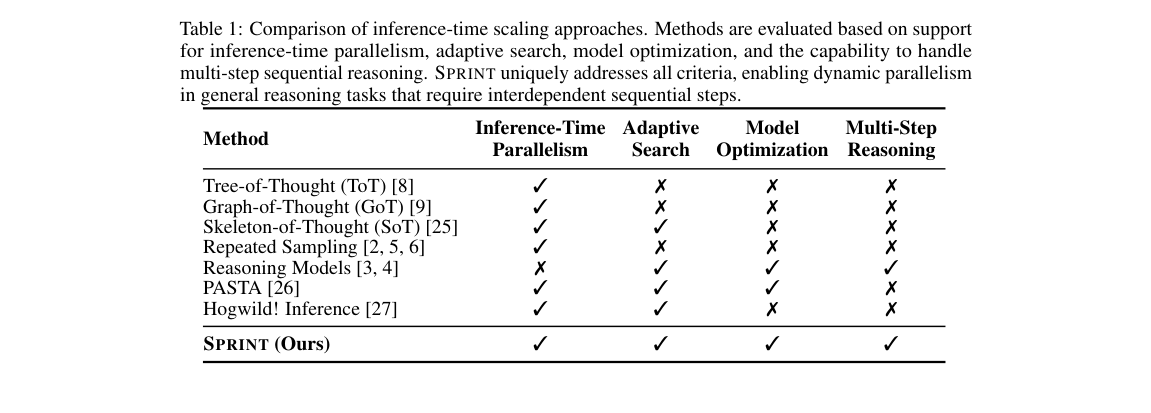 Table 1: Comparison of inference-time scaling approaches. Methods are evaluated based on support
for inference-time parallelism, adaptive search, model optimization, and the capability to handle
multi-step sequential reasoning. SPRINT uniquely addresses all criteria, enabling dynamic parallelism
in general reasoning tasks that require interdependent sequential steps.
Method Inference-Time Parallelism Adaptive Search Model Optimization Multi-Step Reasoning
Tree-of-Thought (ToT) [8] ✓ ✗ ✗ ✗
Graph-of-Thought (GoT) [9] ✓ ✗ ✗ ✗
Skeleton-of-Thought (SoT) [25] ✓ ✓ ✗ ✗
Repeated Sampling [2, 5, 6] ✓ ✗ ✗ ✗
Reasoning Models [3, 4] ✗ ✓ ✓ ✓
PASTA [26] ✓ ✓ ✓ ✗
Hogwild! Inference [27] ✓ ✓ ✗ ✗
SPRINT (Ours) ✓ ✓ ✓ ✓